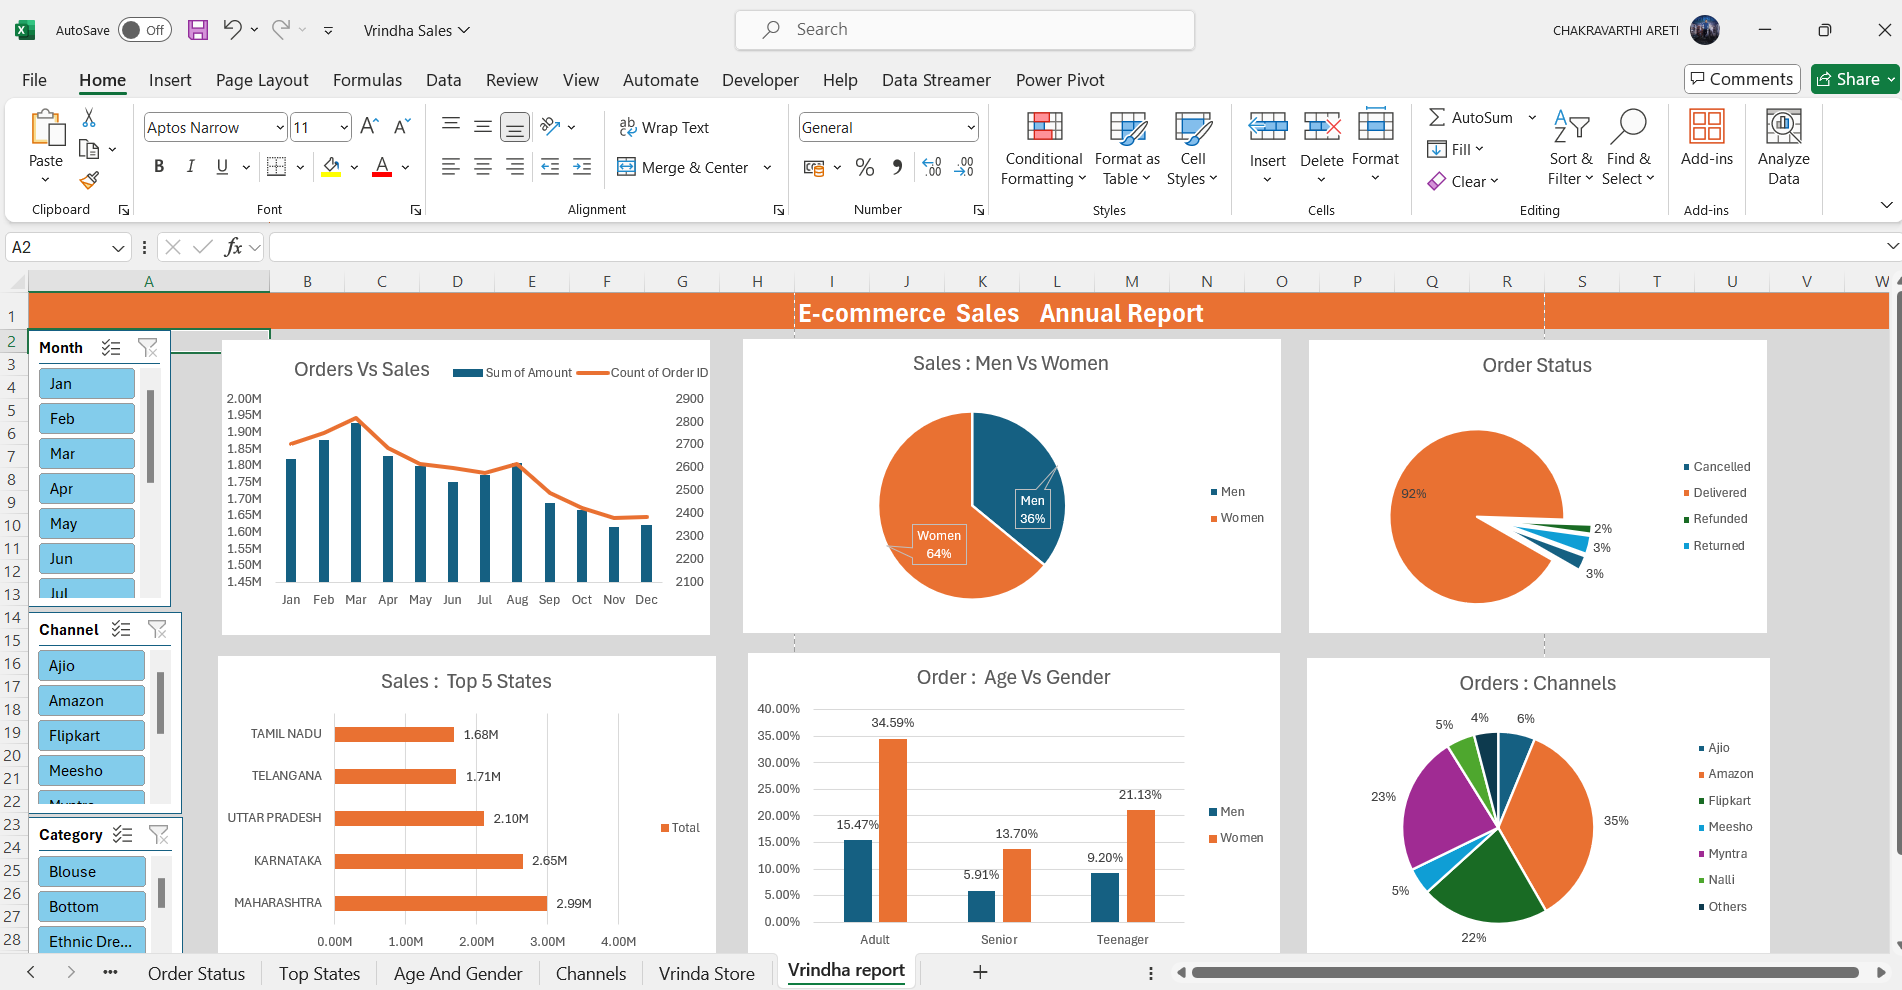 AutoSave Off Vrindha Sales Search CHAKRAVARTHI ARETI
File Home Insert Page Layout Formulas Data Review View Automate Developer Help Data Streamer Power Pivot Comments Share
Paste
Clipboard
Aptos Narrow 11
B I U
A
Font
ab Wrap Text
Merge & Center
Alignment
General
% .00 .00
Number
Conditional Formatting
Format as Table
Cell Styles
Styles
Insert Delete Format
Cells
AutoSum
Fill
Clear
Sort & Filter
Find & Select
Editing
Add-ins
Add-ins
Analyze Data
A2 fx
A B C D E F G H I J K L M N O P Q R S T U V W
1
2
3
4
5
6
7
8
9
10
11
12
13
14
15
16
17
18
19
20
21
22
23
24
25
26
27
28
E-commerce Sales Annual Report
Month
Jan
Feb
Mar
Apr
May
Jun
Jul
Channel
Ajio
Amazon
Flipkart
Meesho
Myntra
Category
Blouse
Bottom
Ethnic Dre...
Orders Vs Sales
Sum of Amount Count of Order ID
2.00M 2900
1.95M
1.90M 2800
1.85M 2700
1.80M 2600
1.75M
1.70M 2500
1.65M 2400
1.60M 2300
1.55M
1.50M 2200
1.45M 2100
Jan Feb Mar Apr May Jun Jul Aug Sep Oct Nov Dec
Sales : Men Vs Women
Men
36%
Women
64%
Men
Women
Order Status
92%
2%
3%
3%
Cancelled
Delivered
Refunded
Returned
Sales : Top 5 States
TAMIL NADU 1.68M
TELANGANA 1.71M
UTTAR PRADESH 2.10M
KARNATAKA 2.65M
MAHARASHTRA 2.99M
0.00M 1.00M 2.00M 3.00M 4.00M
Total
Order : Age Vs Gender
40.00%
35.00%
30.00%
25.00%
20.00%
15.00%
10.00%
5.00%
0.00%
15.47% 34.59%
5.91% 13.70%
9.20% 21.13%
Adult Senior Teenager
Men
Women
Orders : Channels
5% 4% 6%
23% 35%
5%
22%
Ajio
Amazon
Flipkart
Meesho
Myntra
Nalli
Others
Order Status Top States Age And Gender Channels Vrinda Store Vrindha report